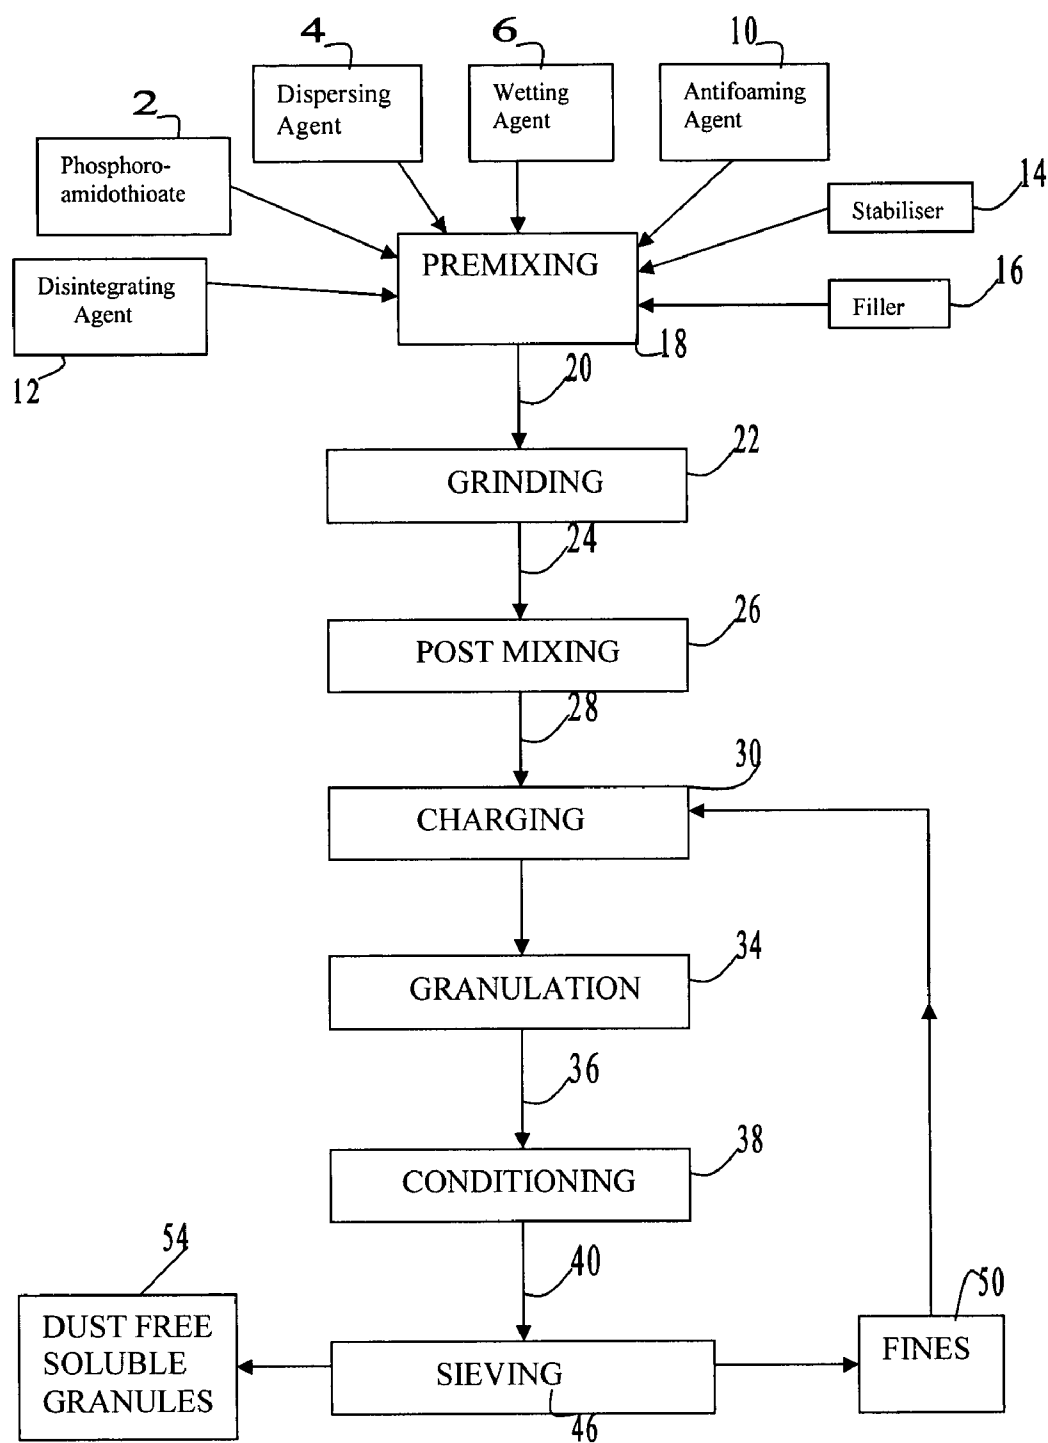 4
6
10
2
Dispersing
Agent
Wetting
Agent
Antifoaming
Agent
Phosphoro-
amidothioate
14
Stabiliser
PREMIXING
Disintegrating
Agent
16
Filler
12
18
20
22
GRINDING
24
26
POST MIXING
28
30
CHARGING
34
GRANULATION
36
38
CONDITIONING
54
40
50
DUST FREE
SOLUBLE
GRANULES
SIEVING
FINES
46